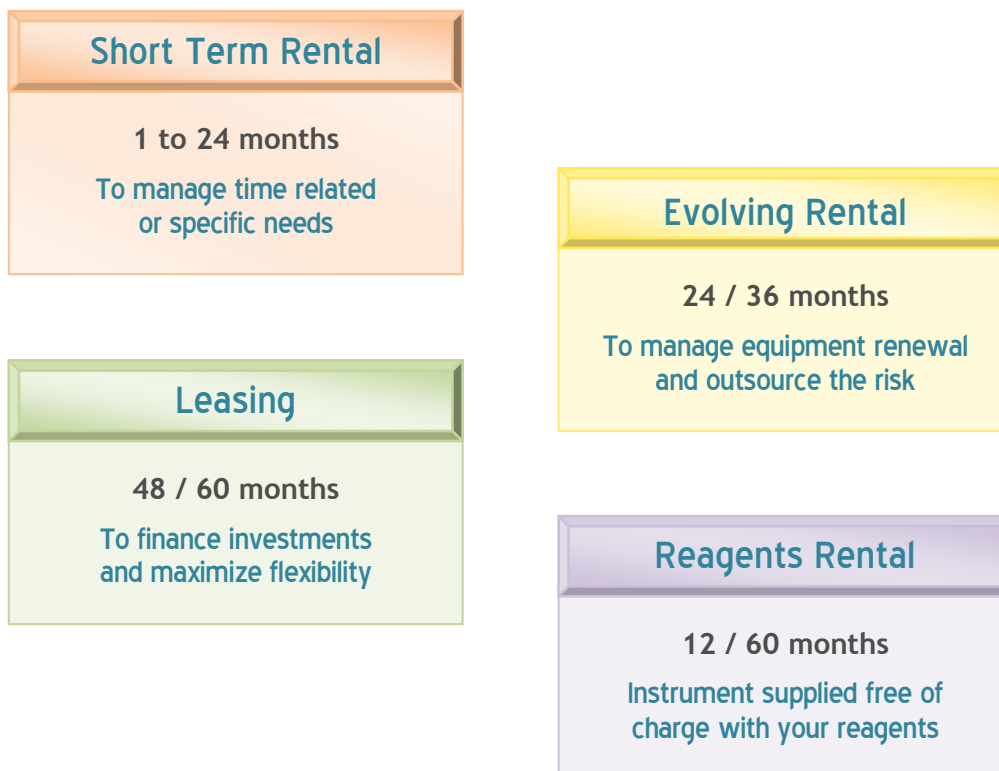 Short Term Rental
1 to 24 months
To manage time related
or specific needs
Evolving Rental
24 / 36 months
To manage equipment renewal
and outsource the risk
Leasing
48 / 60 months
To finance investments
and maximize flexibility
Reagents Rental
12 / 60 months
Instrument supplied free of
charge with your reagents